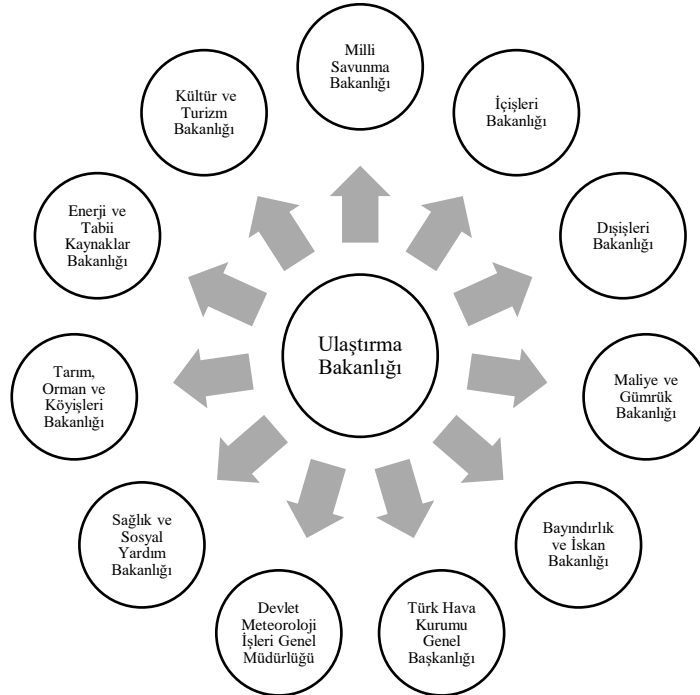 Milli
Savunma
Bakanlığı
İçişleri
Bakanlığı
Dışişleri
Bakanlığı
Maliye ve
Gümrük
Bakanlığı
Bayındırlık
ve İskan
Bakanlığı
Türk Hava
Kurumu
Genel
Başkanlığı
Devlet
Meteoroloji
İşleri Genel
Müdürlüğü
Sağlık ve
Sosyal
Yardım
Bakanlığı
Tarım,
Orman ve
Köyişleri
Bakanlığı
Enerji ve
Tabii
Kaynaklar
Bakanlığı
Kültür ve
Turizm
Bakanlığı
Ulaştırma
Bakanlığı